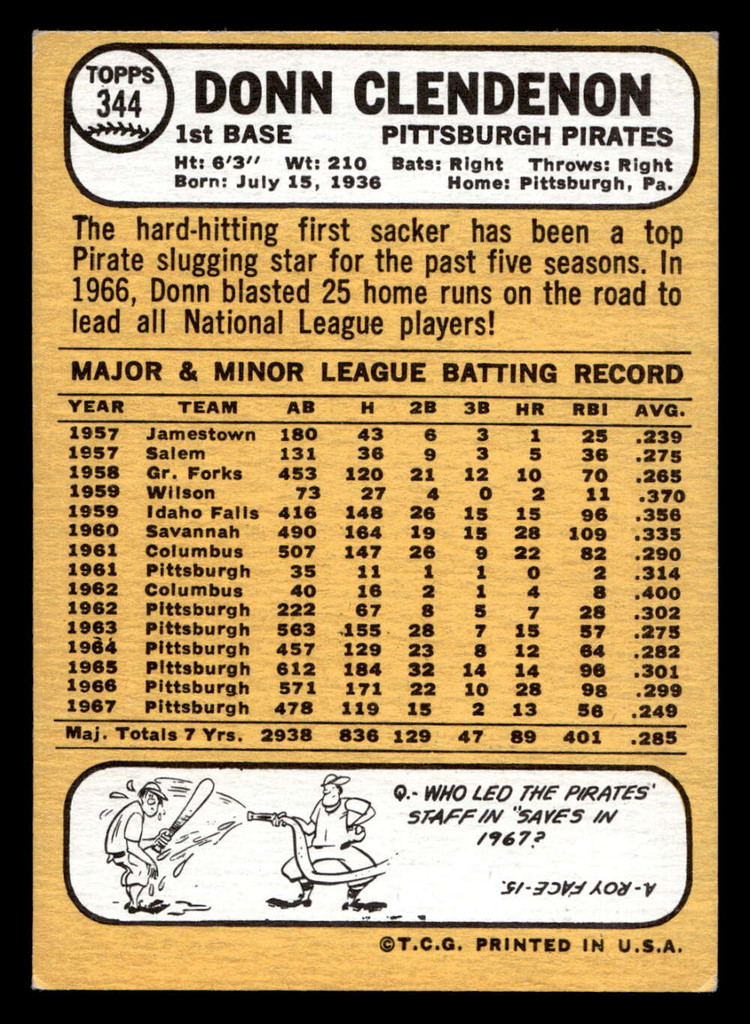 TOPPS
344
DONN CLENDENON
1st BASE PITTSBURGH PIRATES
Ht: 6'3" Wt: 210 Bats: Right Throws: Right
Born: July 15, 1936 Home: Pittsburgh, Pa.
The hard-hitting first sacker has been a top
Pirate slugging star for the past five seasons. In
1966, Donn blasted 25 home runs on the road to
lead all National League players!
MAJOR & MINOR LEAGUE BATTING RECORD
YEAR TEAM AB H 2B 3B HR RBI AVG.
1957 Jamestown 180 43 6 3 1 25 .239
1957 Salem 131 36 9 3 5 36 .275
1958 Gr. Forks 453 120 21 12 10 70 .265
1959 Wilson 73 27 4 0 2 11 .370
1959 Idaho Falls 416 148 26 15 15 96 .356
1960 Savannah 490 164 19 15 28 109 .335
1961 Columbus 507 147 26 9 22 82 .290
1961 Pittsburgh 35 11 1 1 0 2 .314
1962 Columbus 40 16 2 1 4 8 .400
1962 Pittsburgh 222 67 8 5 7 28 .302
1963 Pittsburgh 563 155 28 7 15 57 .275
1964 Pittsburgh 457 129 23 8 12 64 .282
1965 Pittsburgh 612 184 32 14 14 96 .301
1966 Pittsburgh 571 171 22 10 28 98 .299
1967 Pittsburgh 478 119 15 2 13 56 .249
Maj. Totals 7 Yrs. 2938 836 129 47 89 401 .285
Q.- WHO LED THE PIRATES'
STAFF IN "SAVES IN
1967?
A- ROY FACE-15.
©T.C.G. PRINTED IN U.S.A.